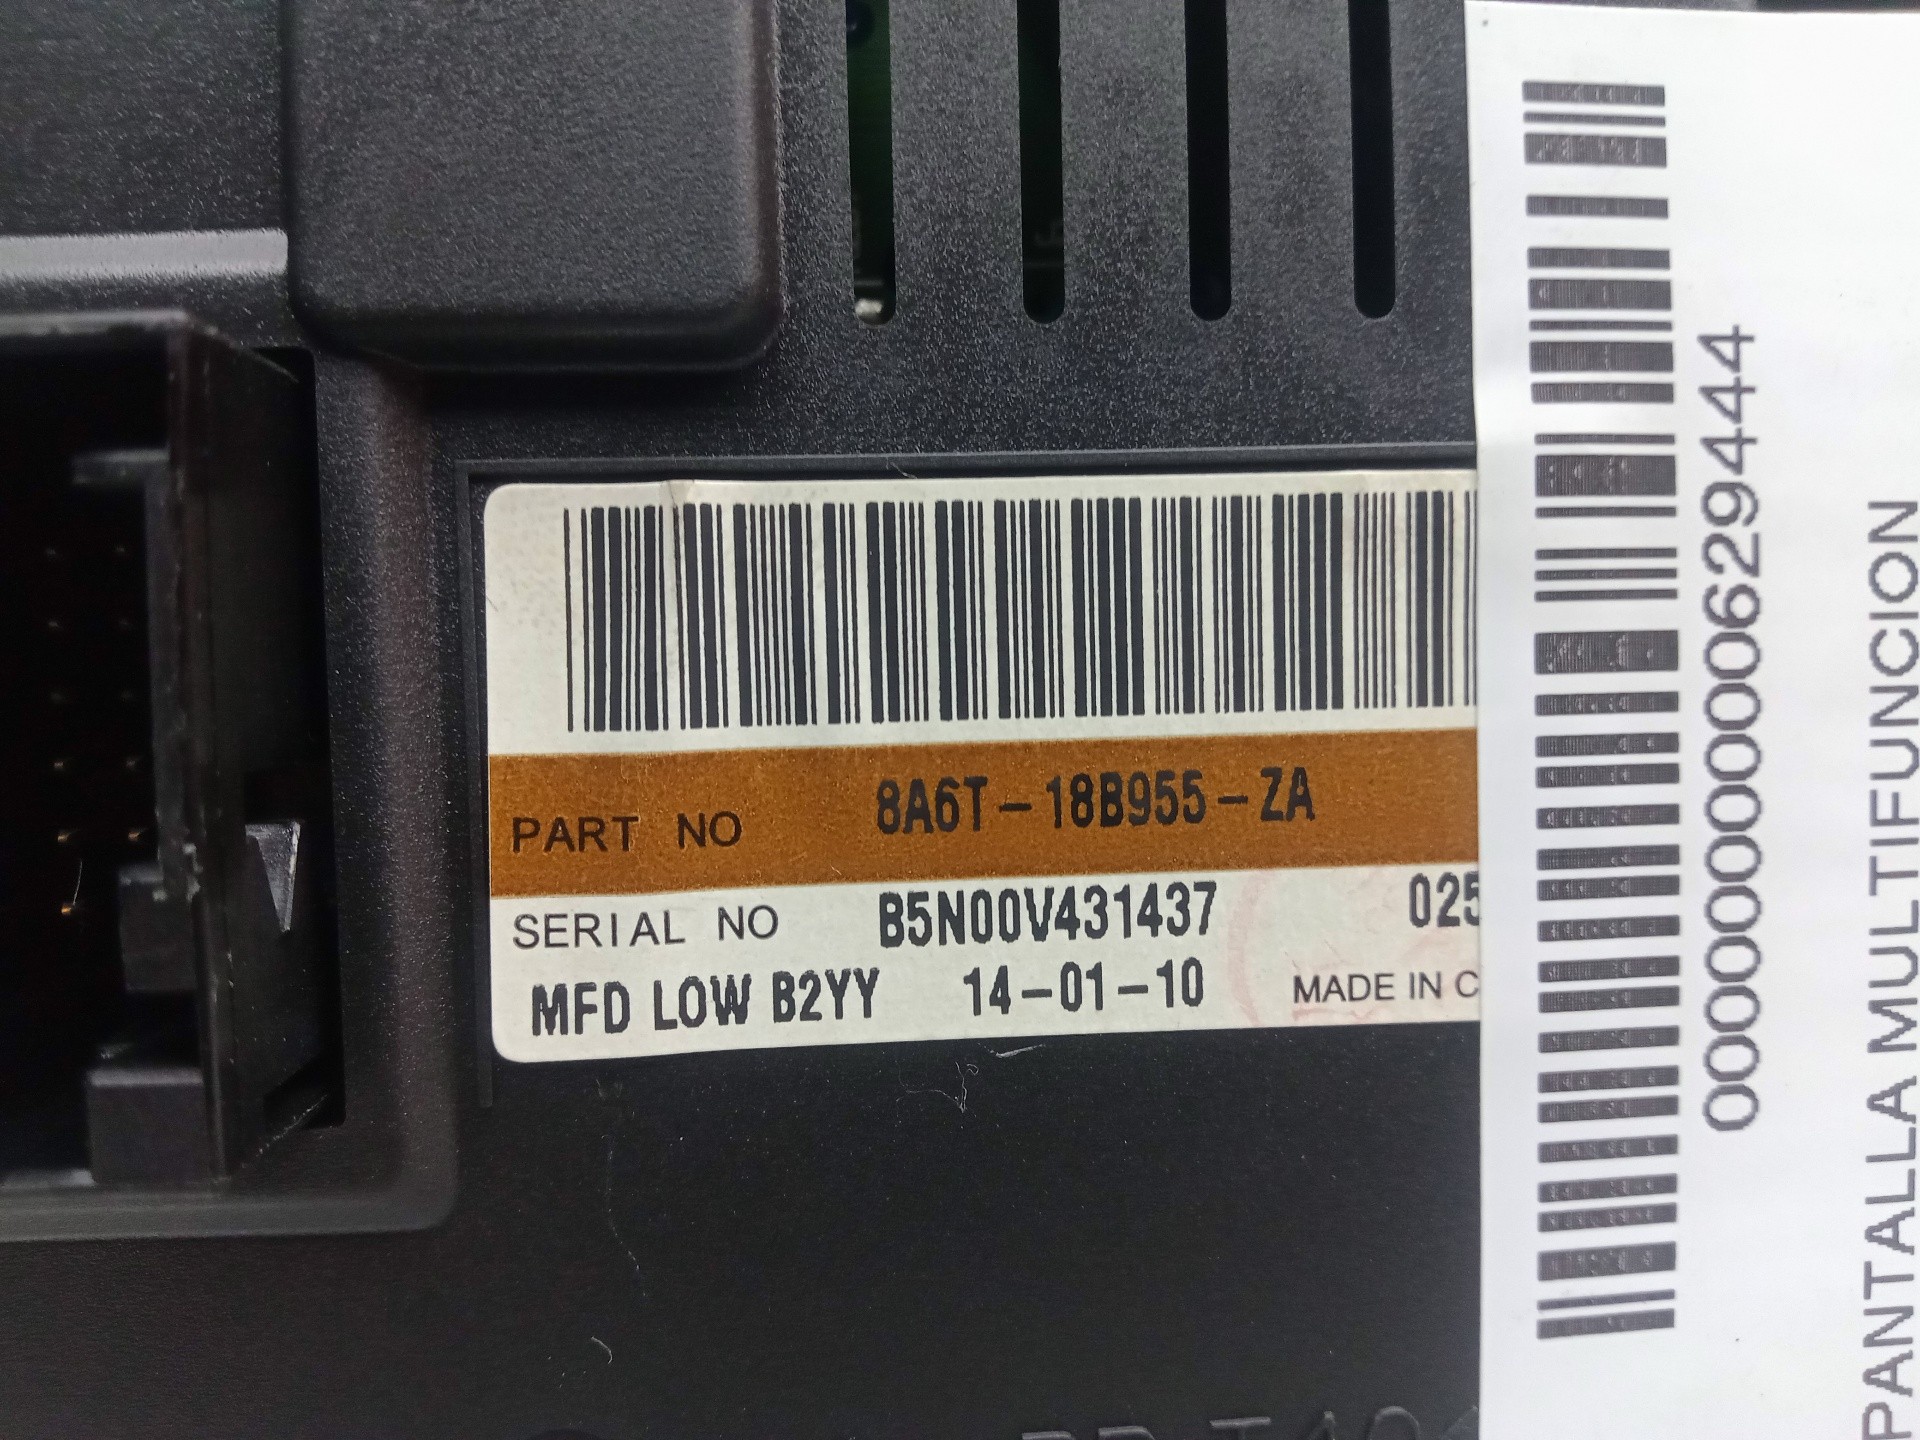 PART NO 8A6T-18B955-ZA
SERIAL NO B5N00V431437 025
MFD LOW B2YY 14-01-10 MADE IN C
00000000629444
PANTALLA MULTIFUNCION